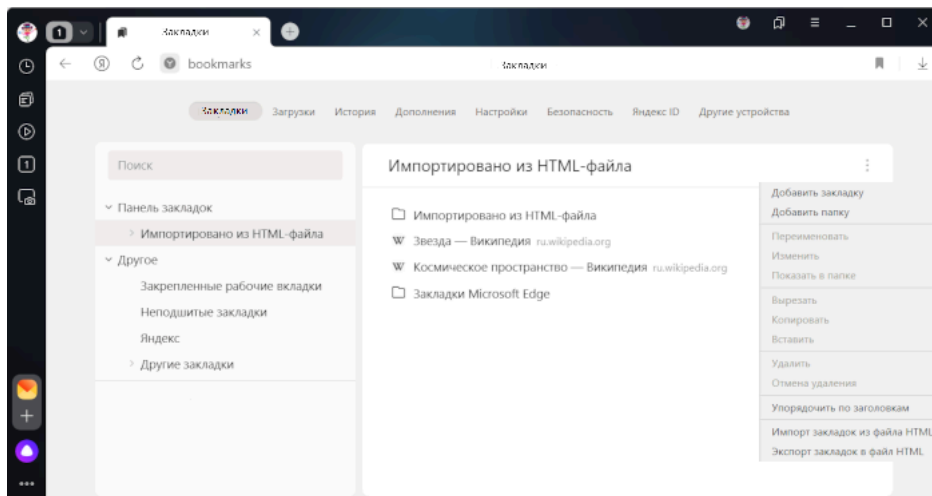 1
Закладки
bookmarks
Закладки
Закладки Загрузки История Дополнения Настройки Безопасность Яндекс ID Другие устройства
1
Поиск
Панель закладок
Импортировано из HTML-файла
Другое
Закрепленные рабочие вкладки
Неподшитые закладки
Яндекс
Другие закладки
Импортировано из HTML-файла
Импортировано из HTML-файла
W Звезда — Википедия ru.wikipedia.org
W Космическое пространство — Википедия ru.wikipedia.org
Закладки Microsoft Edge
Добавить закладку
Добавить папку
Переименовать
Изменить
Показать в папке
Вырезать
Копировать
Вставить
Удалить
Отмена удаления
Упорядочить по заголовкам
Импорт закладок из файла HTML
Экспорт закладок в файл HTML